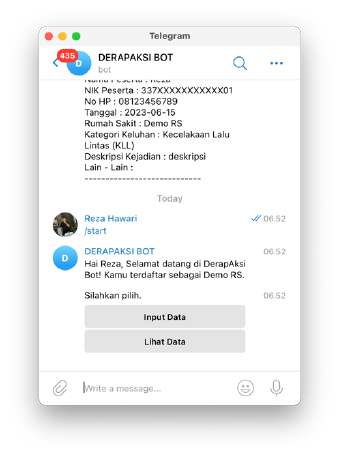 Telegram
435
D
DERAPAKSI BOT
bot
Nama Peserta : Reza
NIK Peserta : 337XXXXXXXXXXX01
No HP : 08123456789
Tanggal : 2023-06-15
Rumah Sakit : Demo RS
Kategori Keluhan : Kecelakaan Lalu
Lintas (KLL)
Deskripsi Kejadian : deskripsi
Lain - Lain :
----------------------------
Today
Reza Hawari 06.52
/start
D
DERAPAKSI BOT 06.52
Hai Reza, Selamat datang di DerapAksi
Bot! Kamu terdaftar sebagai Demo RS.
Silahkan pilih. 06.52
Input Data
Lihat Data
Write a message...